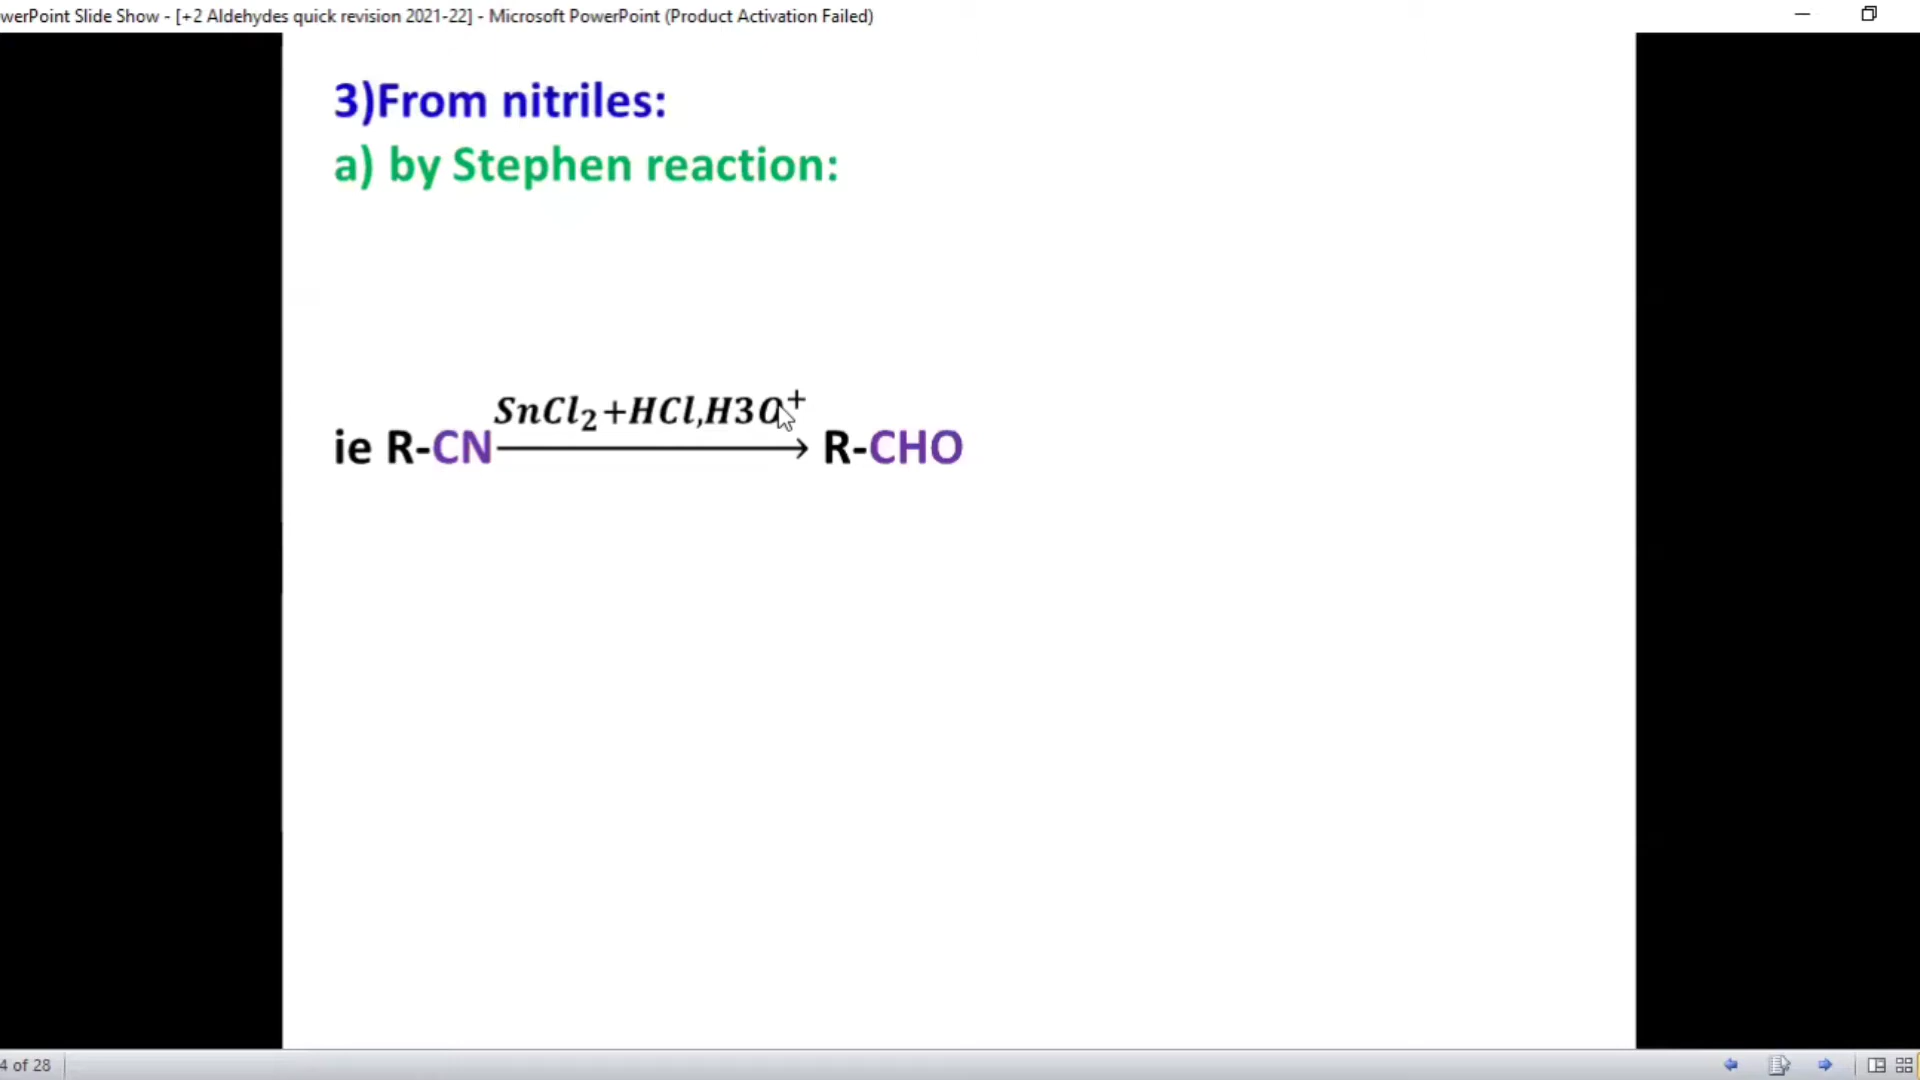 werPoint Slide Show - [+2 Aldehydes quick revision 2021-22] - Microsoft PowerPoint (Product Activation Failed)
3)From nitriles:
a) by Stephen reaction:
SnCl₂+HCl,H3O⁺
ie R-CN⟶ R-CHO
4 of 28